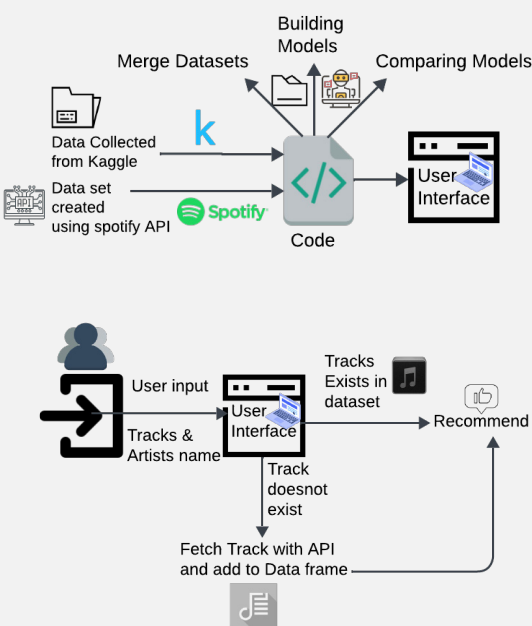 Building
Models
Merge Datasets
Comparing Models
k
Data Collected
from Kaggle
API
Data set
created
using spotify API
Spotify
</>
Code
User
Interface
User input
Tracks &
Artists name
User
Interface
Tracks
Exists in
dataset
Recommend
Track
doesnot
exist
Fetch Track with API
and add to Data frame